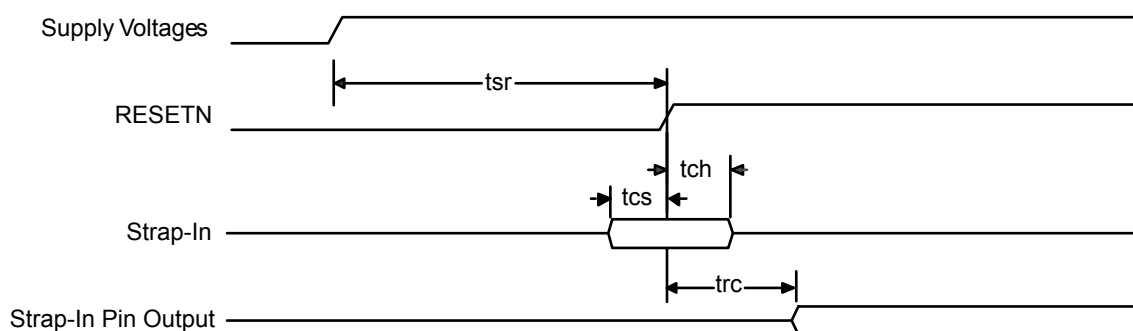 Supply Voltages
tsr
RESETN
tch
tcs
Strap-In
trc
Strap-In Pin Output